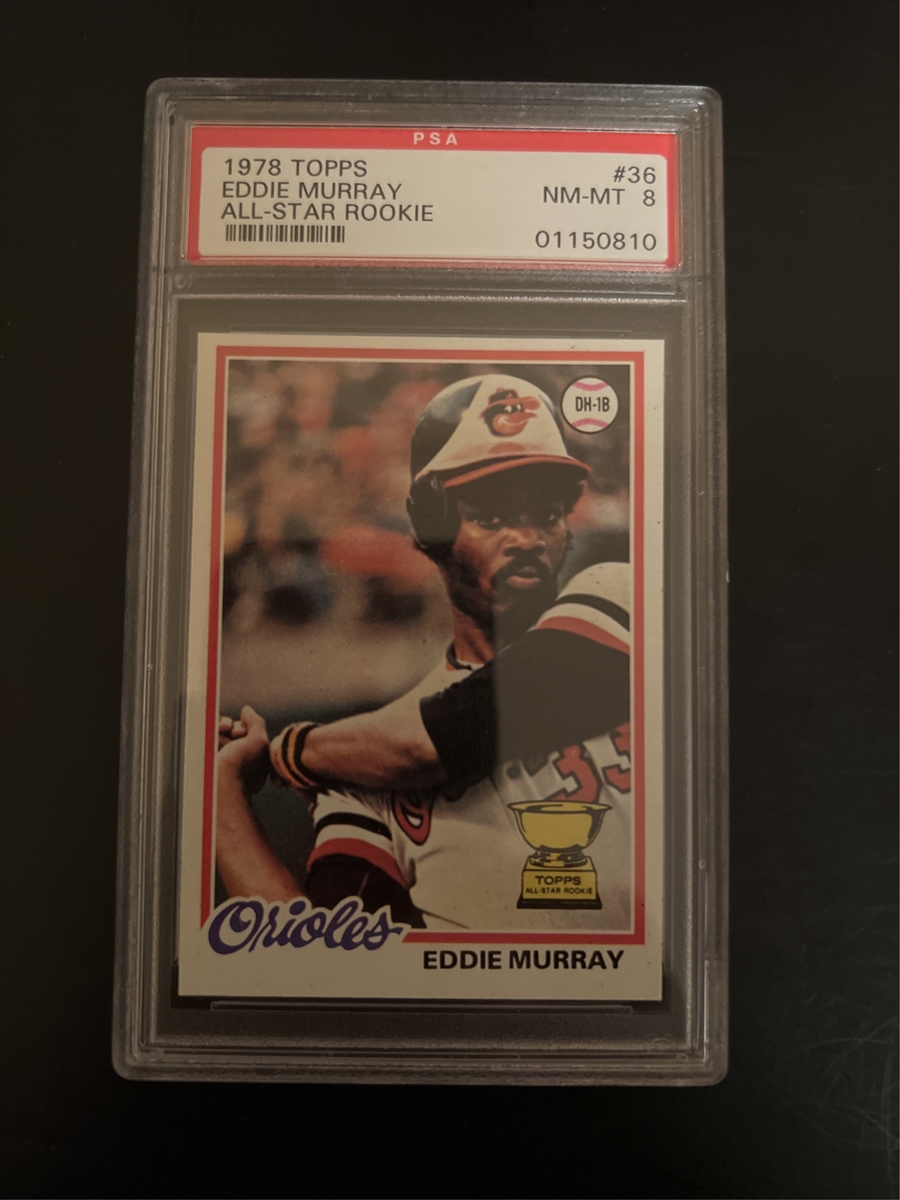 PSA
1978 TOPPS #36
EDDIE MURRAY NM-MT 8
ALL-STAR ROOKIE
01150810
DH-1B
33
TOPPS
ALL-STAR ROOKIE
Orioles
EDDIE MURRAY